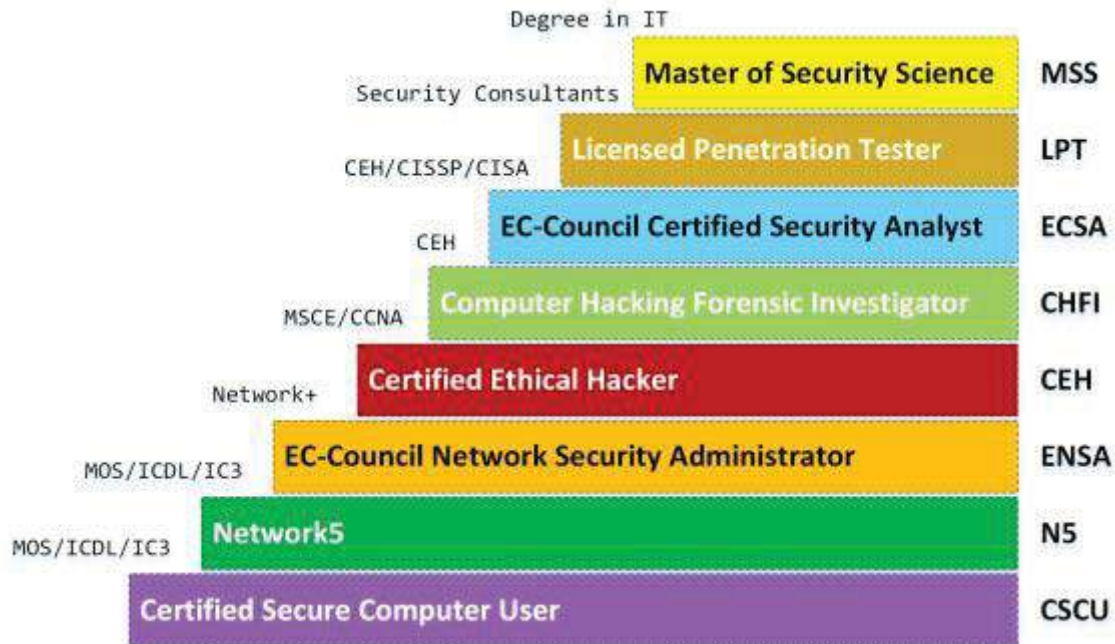 Degree in IT
Master of Security Science MSS
Security Consultants
Licensed Penetration Tester LPT
CEH/CISSP/CISA
EC-Council Certified Security Analyst ECSA
CEH
Computer Hacking Forensic Investigator CHFI
MSCE/CCNA
Certified Ethical Hacker CEH
Network+
EC-Council Network Security Administrator ENSA
MOS/ICDL/IC3
Network5 N5
MOS/ICDL/IC3
Certified Secure Computer User CSCU